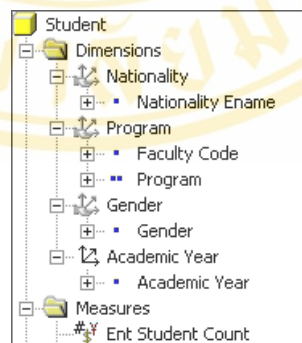 Student
Dimensions
Nationality
Nationality Ename
Program
Faculty Code
Program
Gender
Gender
Academic Year
Academic Year
Measures
Ent Student Count